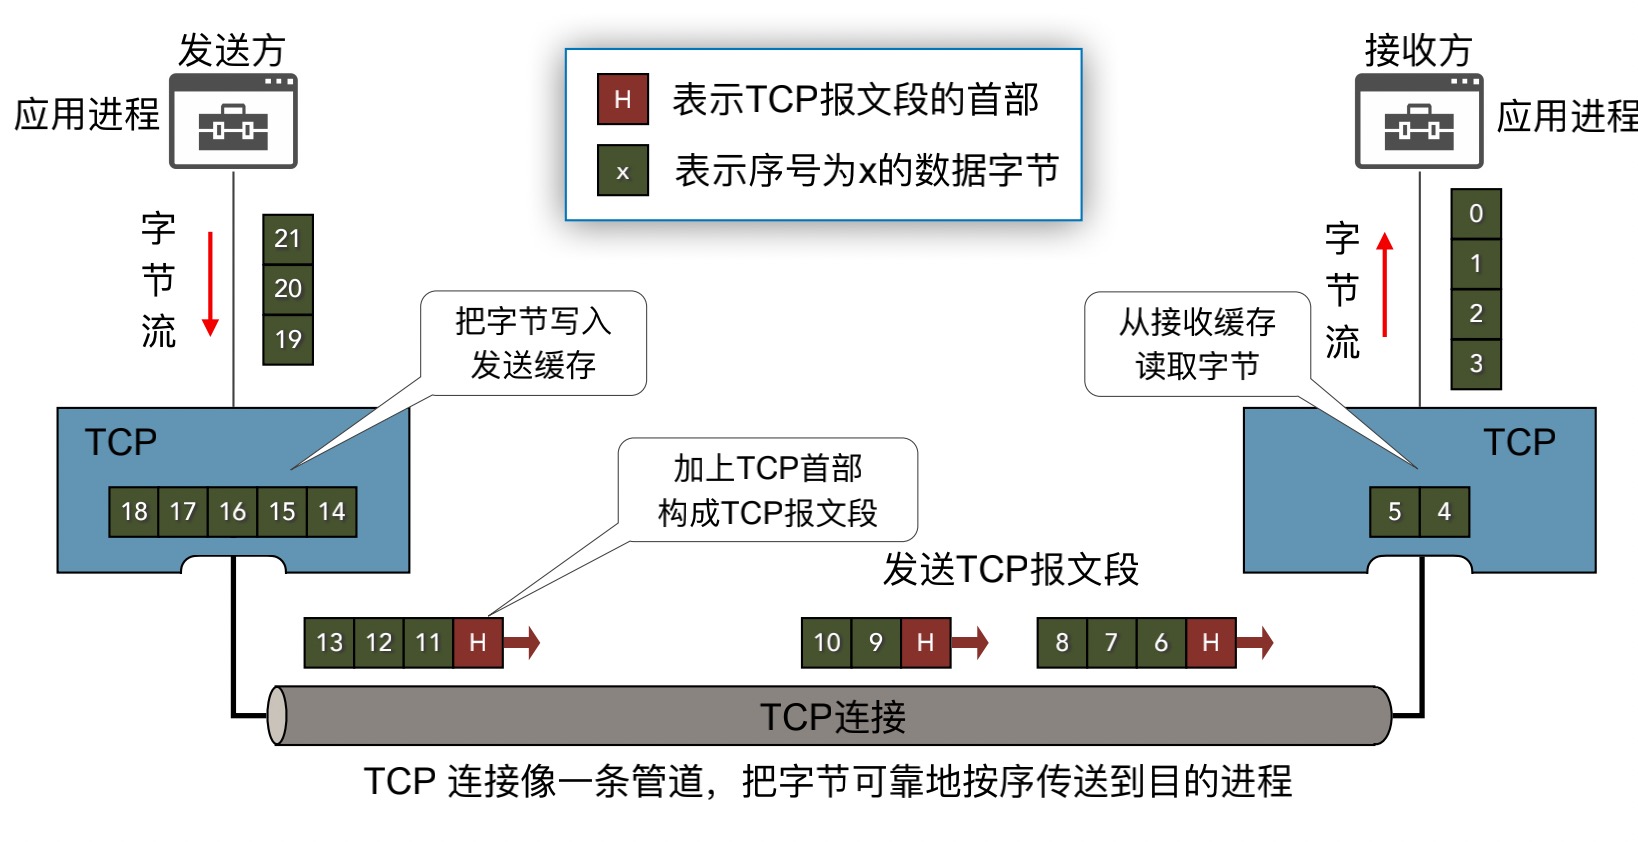 发送方
接收方
应用进程
应用进程
H 表示TCP报文段的首部
x 表示序号为x的数据字节
字
节
流
21
20
19
字
节
流
0
1
2
3
把字节写入
发送缓存
从接收缓存
读取字节
TCP
18 17 16 15 14
TCP
5 4
加上TCP首部
构成TCP报文段
发送TCP报文段
13 12 11 H
10 9 H
8 7 6 H
TCP连接
TCP 连接像一条管道，把字节可靠地按序传送到目的进程